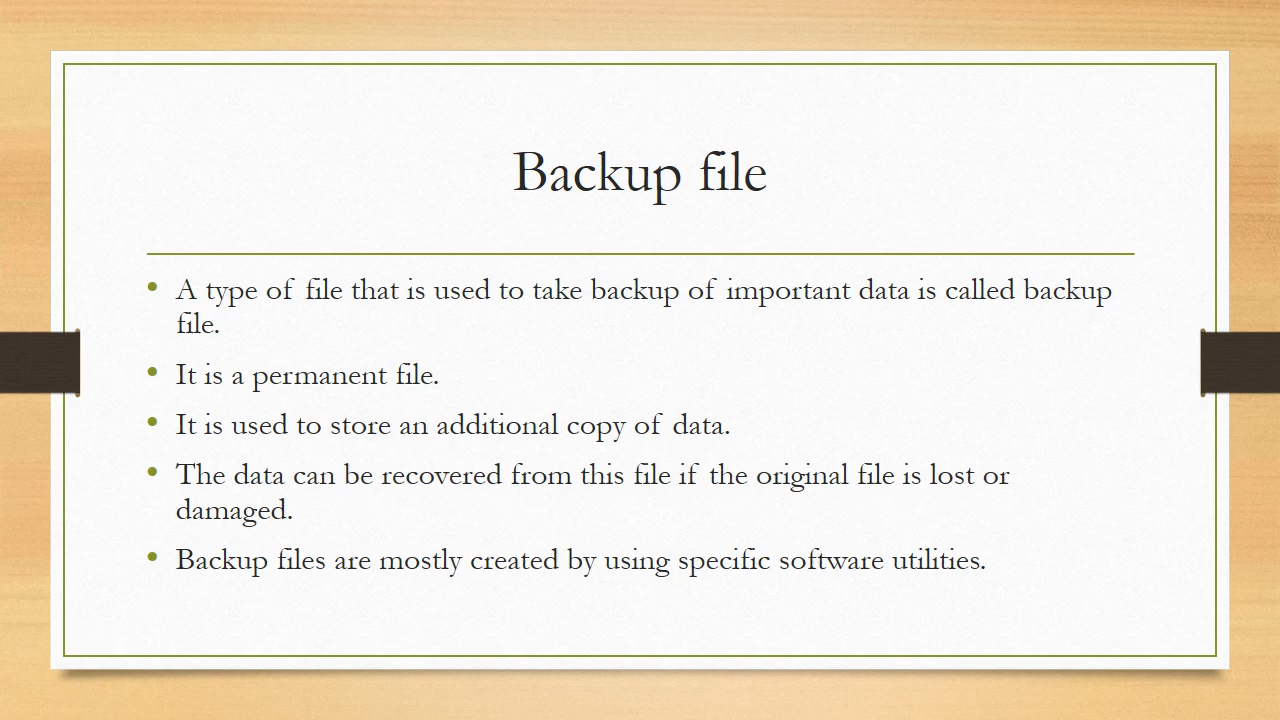 Backup file
• A type of file that is used to take backup of important data is called backup
file.
• It is a permanent file.
• It is used to store an additional copy of data.
• The data can be recovered from this file if the original file is lost or
damaged.
• Backup files are mostly created by using specific software utilities.